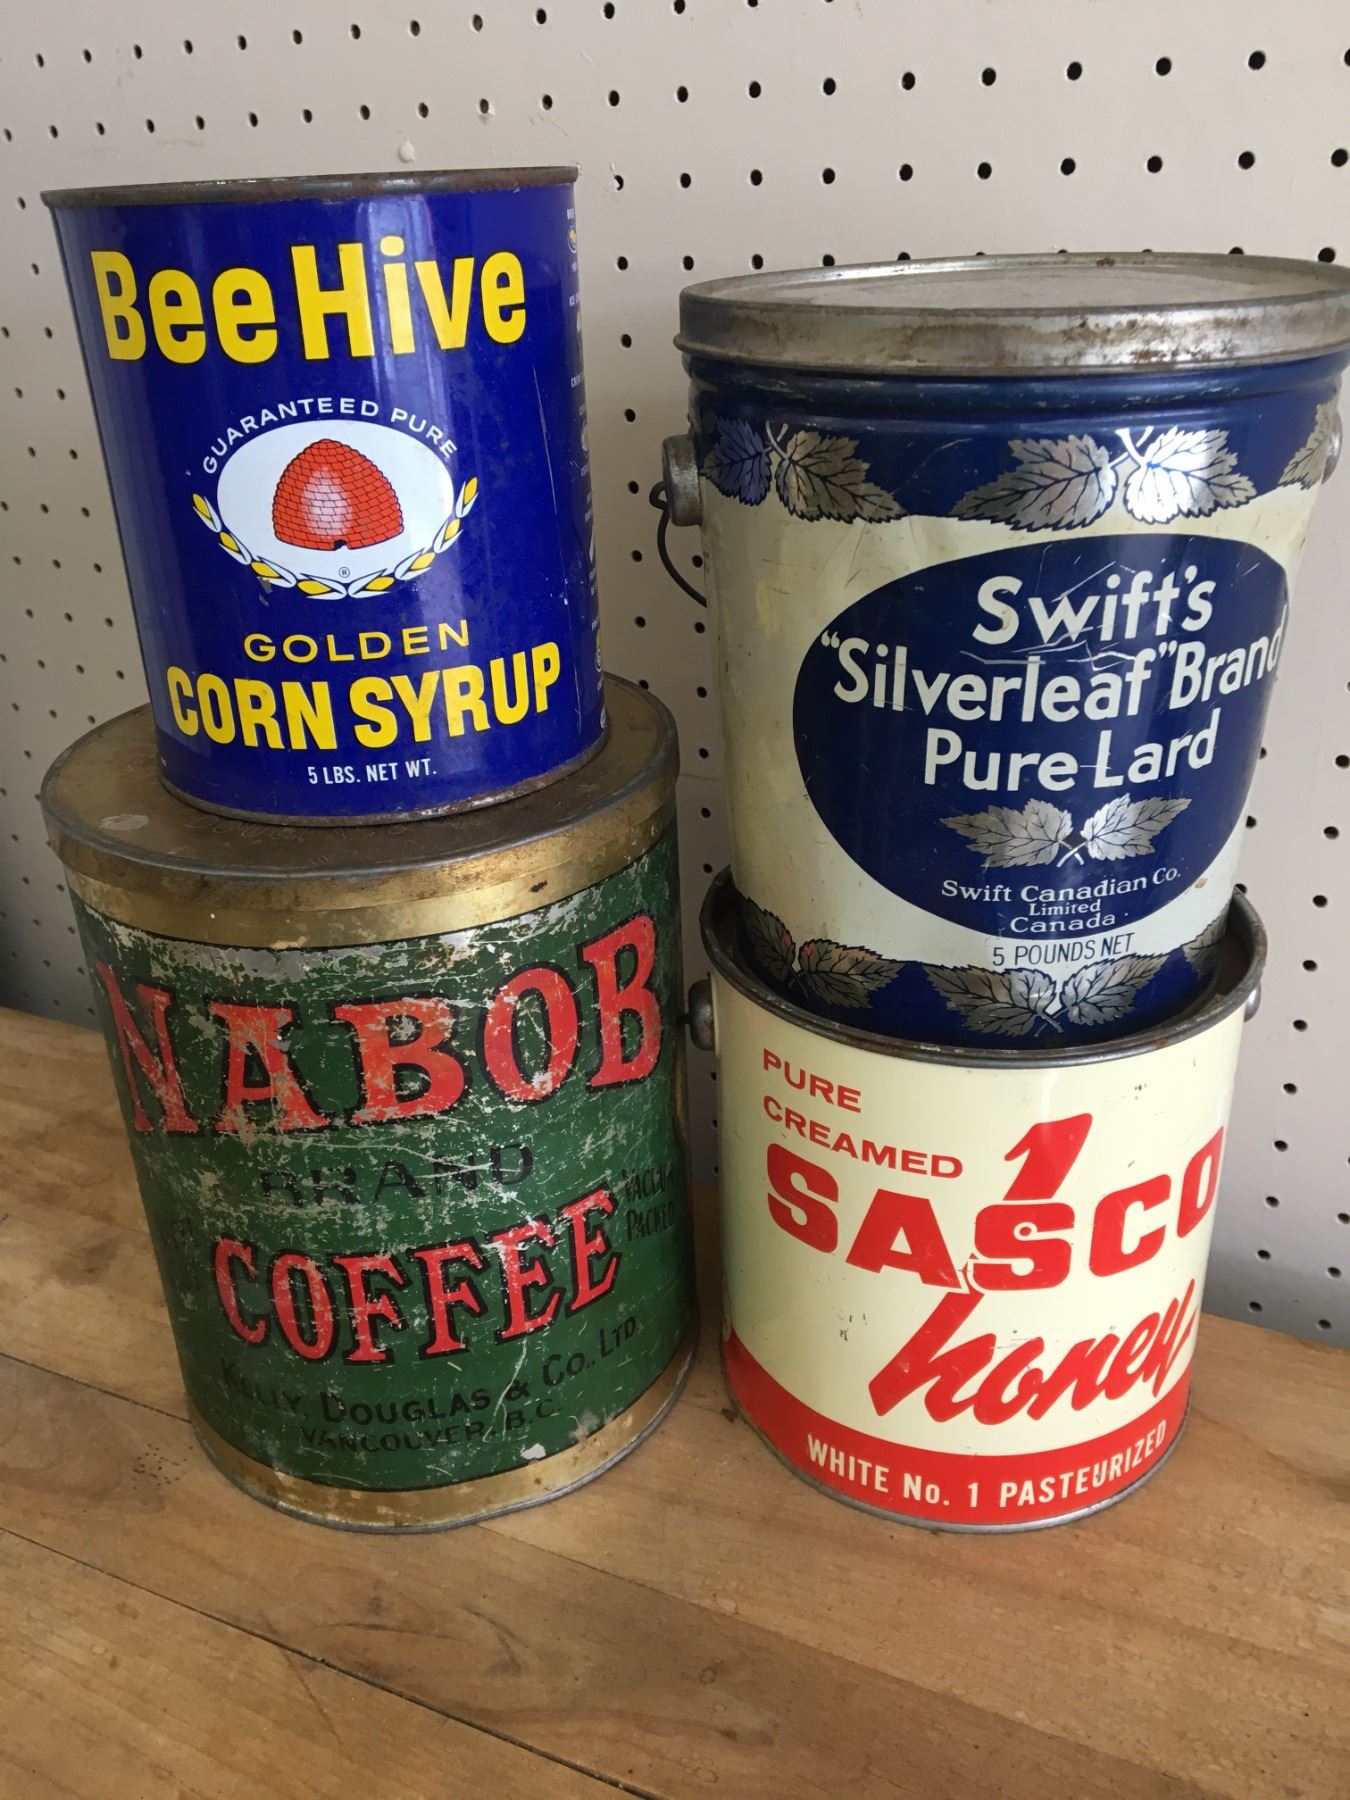 Bee Hive
GUARANTEED PURE
®
GOLDEN
CORN SYRUP
5 LBS. NET WT.
Swift's
"Silverleaf" Brand
Pure Lard
Swift Canadian Co.
Limited
Canada
5 POUNDS NET
NABOB
BRAND
COFFEE
VACUUM
PACKED
KELLY, DOUGLAS & CO., LTD.
VANCOUVER, B.C.
PURE
CREAMED
1
SASCO
honey
WHITE No. 1 PASTEURIZED